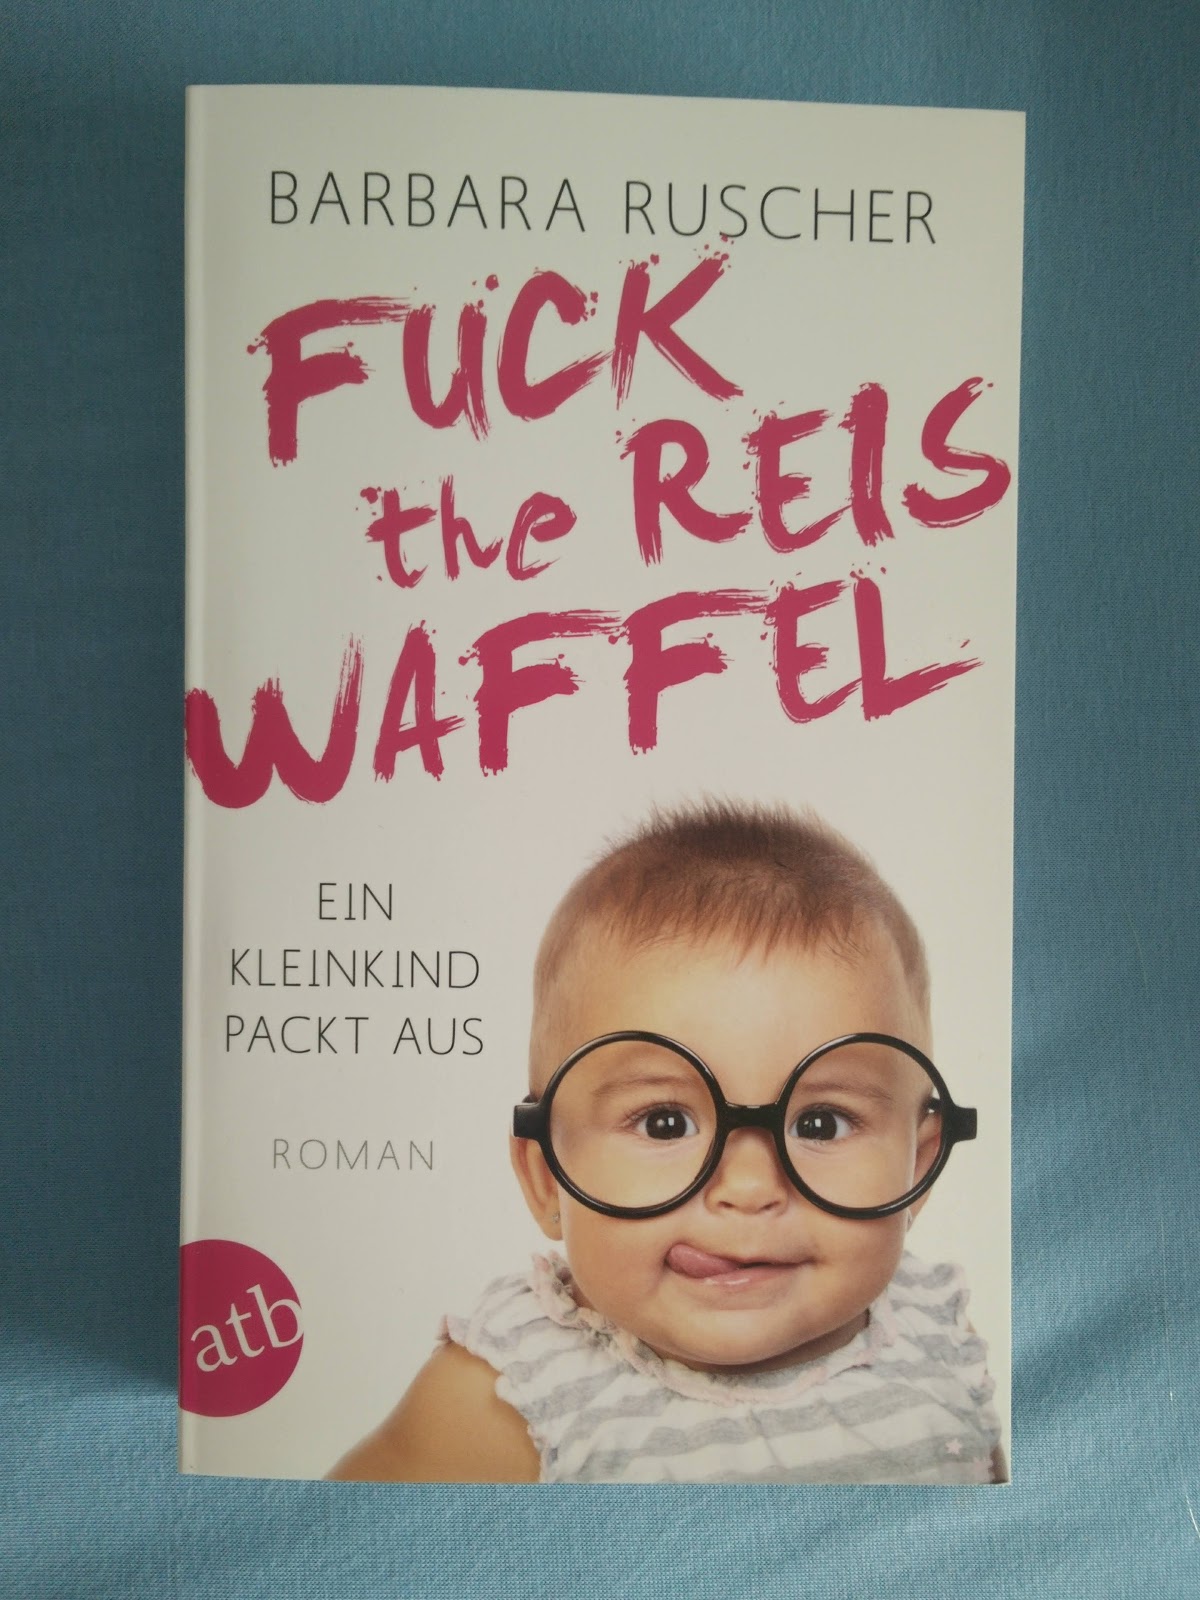 BARBARA RUSCHER
FUCK
the REIS
WAFFEL
EIN
KLEINKIND
PACKT AUS
ROMAN
atb